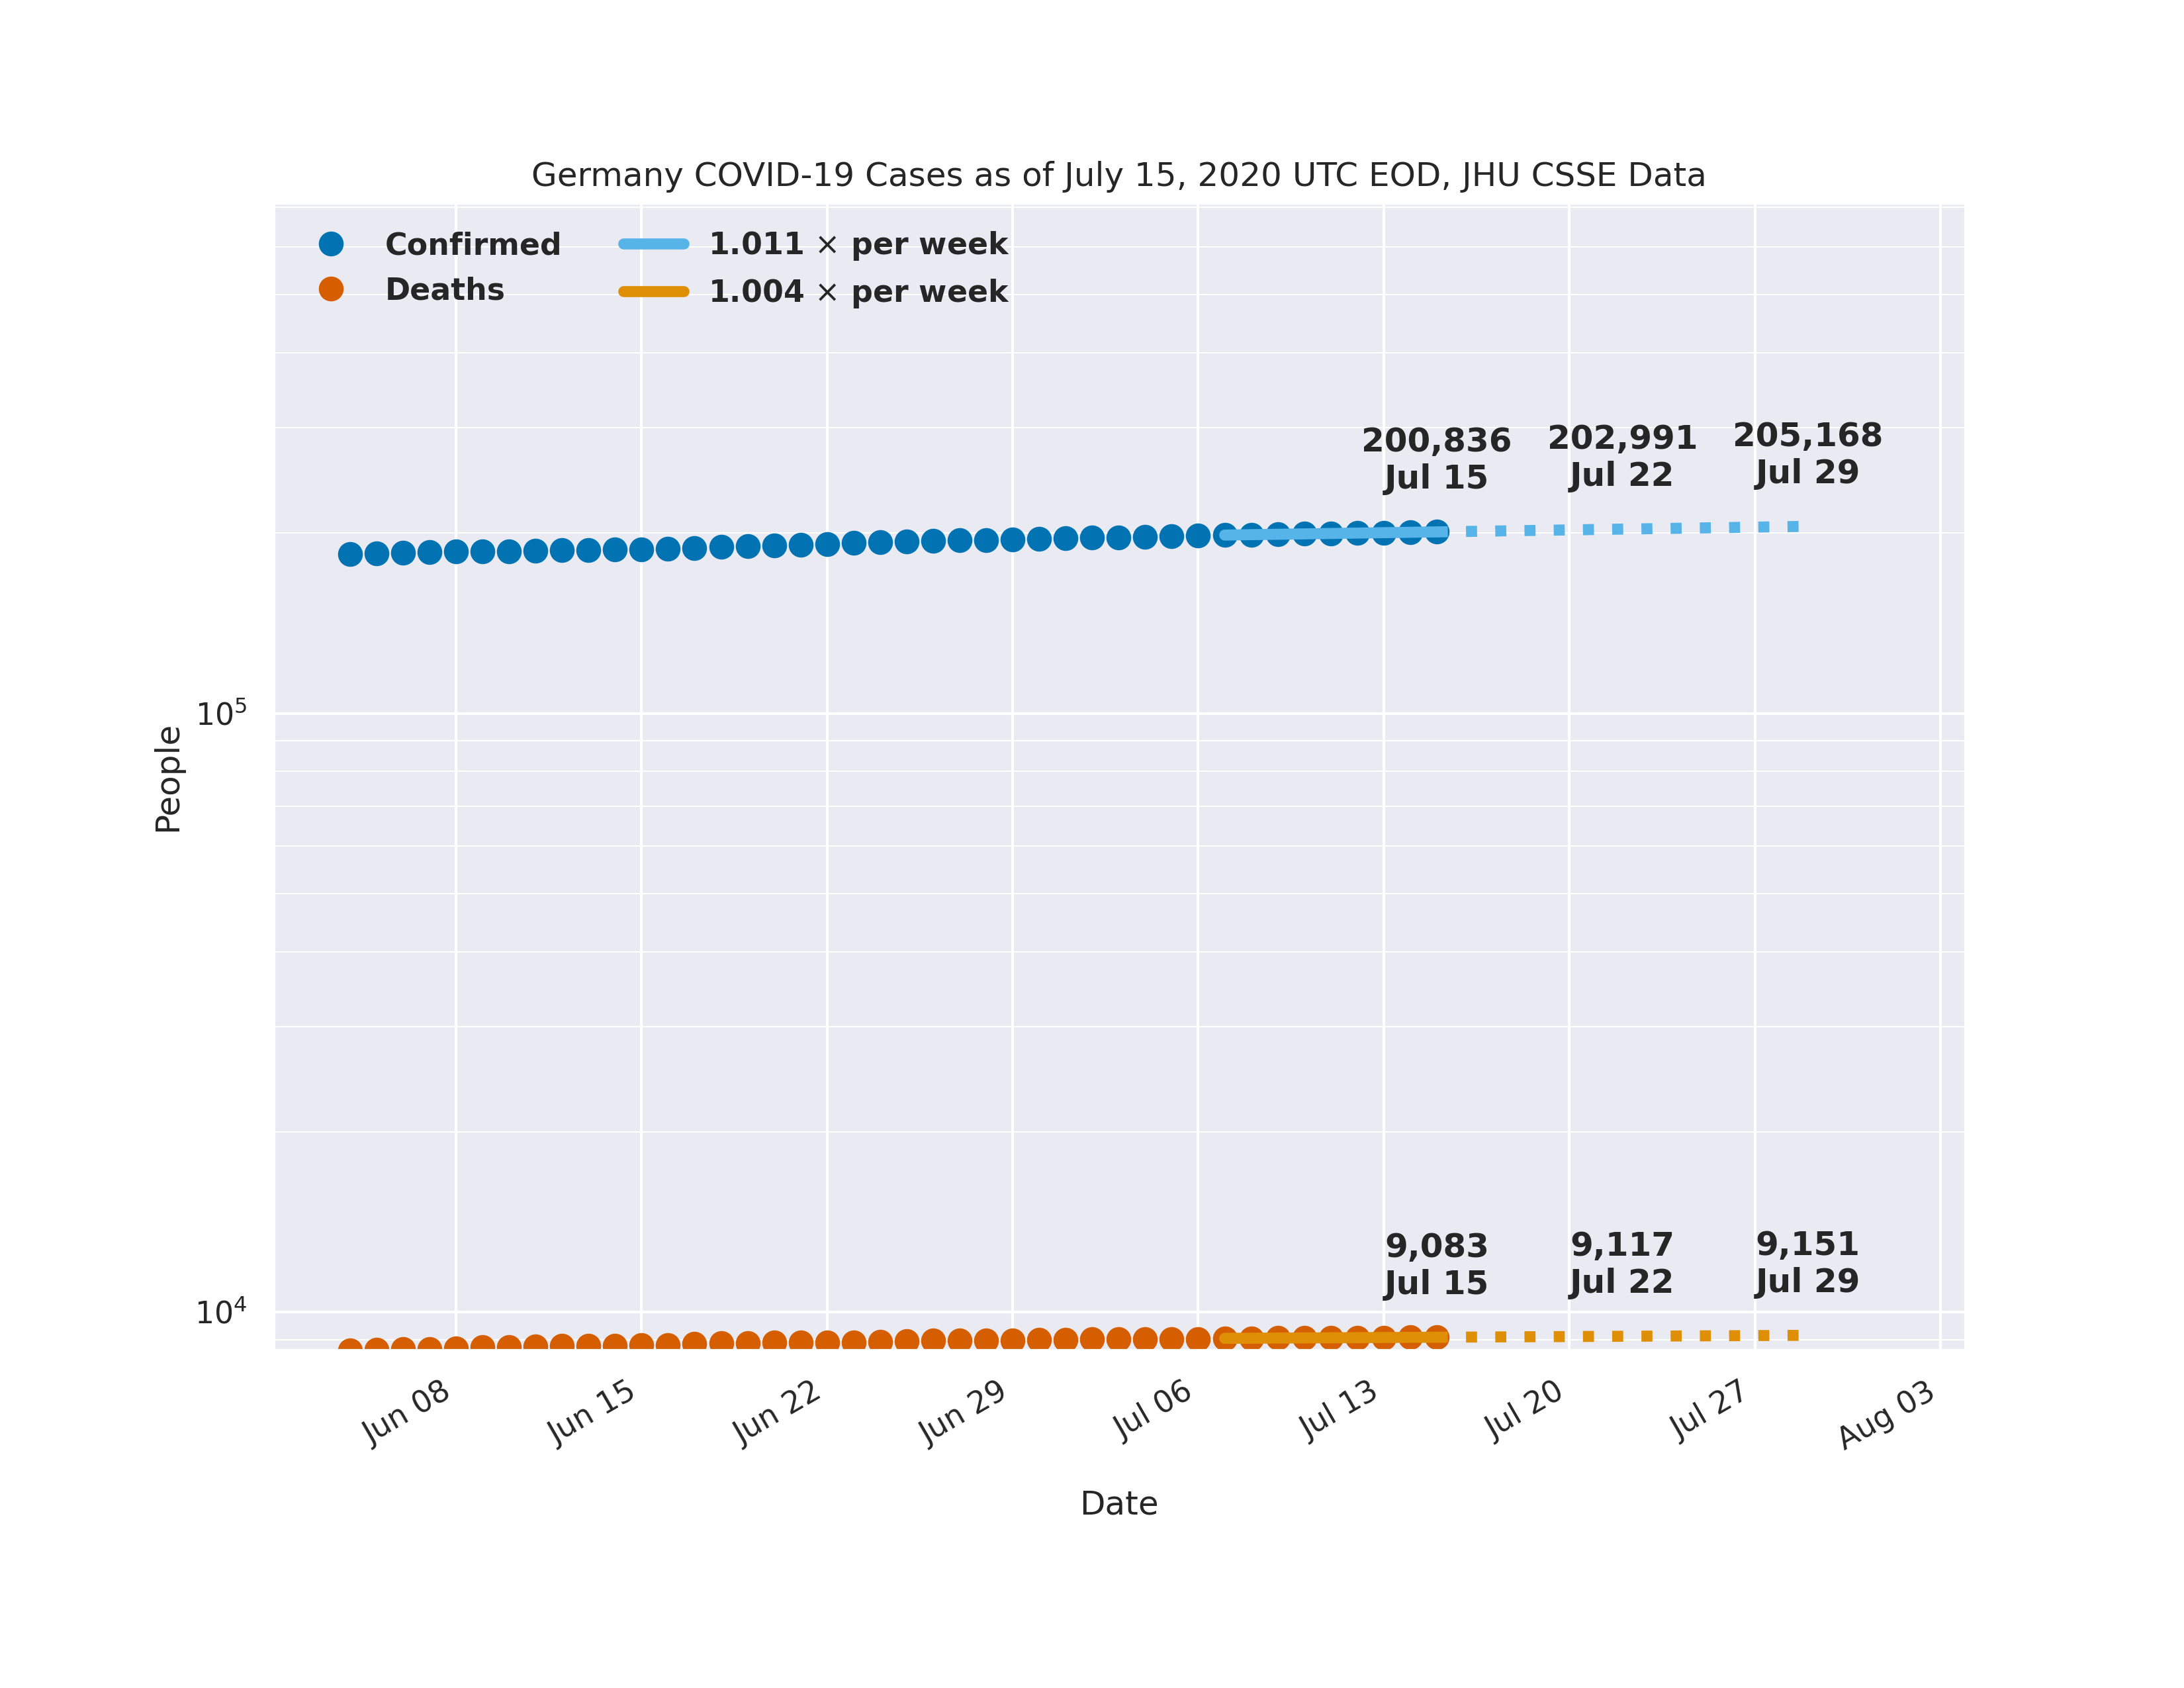 Germany COVID-19 Cases as of July 15, 2020 UTC EOD, JHU CSSE Data
Confirmed
Deaths
1.011 × per week
1.004 × per week
200,836
Jul 15
202,991
Jul 22
205,168
Jul 29
10⁵
People
9,083
Jul 15
9,117
Jul 22
9,151
Jul 29
10⁴
Jun 08
Jun 15
Jun 22
Jun 29
Jul 06
Jul 13
Jul 20
Jul 27
Aug 03
Date